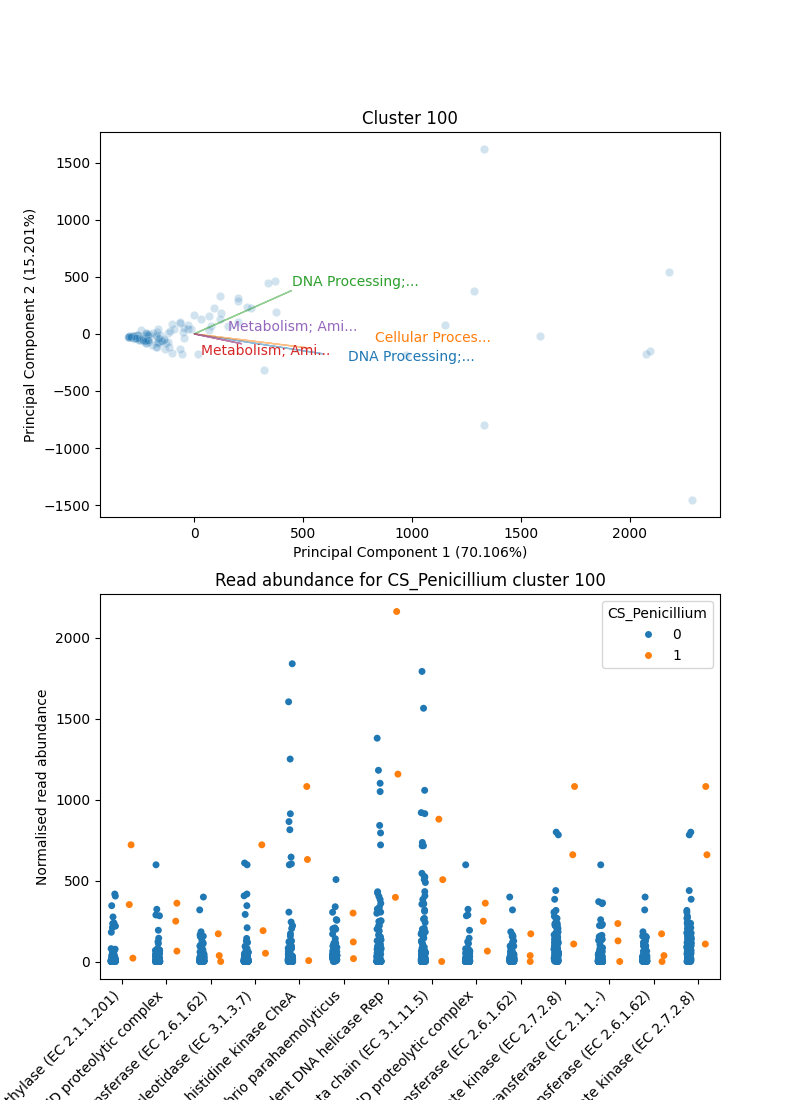 Cluster 100
1500
1000
500
0
−500
−1000
−1500
Principal Component 2 (15.201%)
DNA Processing;...
Metabolism; Ami...
Cellular Proces...
Metabolism; Ami...
DNA Processing;...
0
500
1000
1500
2000
Principal Component 1 (70.106%)
Read abundance for CS_Penicillium cluster 100
CS_Penicillium
0
1
2000
1500
1000
500
0
Normalised read abundance
thylase (EC 2.1.1.201)
D proteolytic complex
nsferase (EC 2.6.1.62)
leotidase (EC 3.1.3.7)
histidine kinase CheA
brio parahaemolyticus
dent DNA helicase Rep
ta chain (EC 3.1.11.5)
D proteolytic complex
nsferase (EC 2.6.1.62)
te kinase (EC 2.7.2.8)
ransferase (EC 2.1.1.-)
nsferase (EC 2.6.1.62)
te kinase (EC 2.7.2.8)